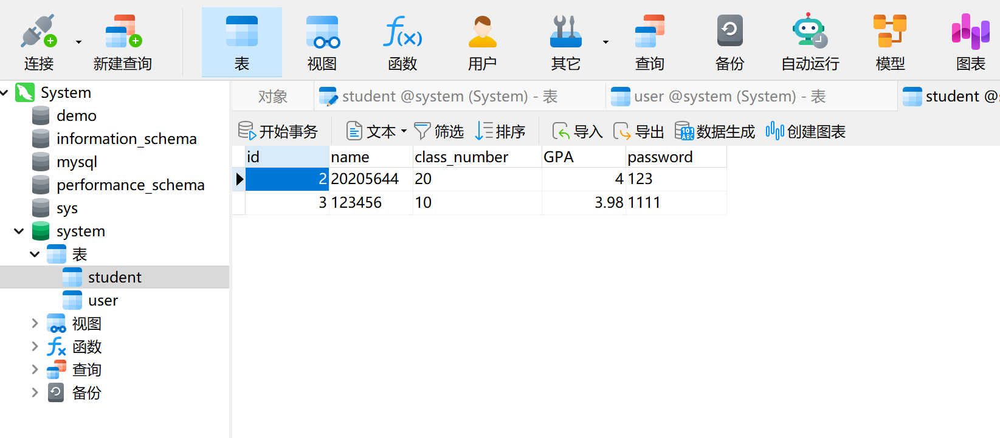 连接 新建查询 表 视图 函数 用户 其它 查询 备份 自动运行 模型 图表
System
demo
information_schema
mysql
performance_schema
sys
system
表
student
user
视图
函数
查询
备份
对象 student @system (System) - 表 user @system (System) - 表 student @s
开始事务 文本 筛选 排序 导入 导出 数据生成 创建图表
id name class_number GPA password
2 20205644 20 4 123
3 123456 10 3.98 1111